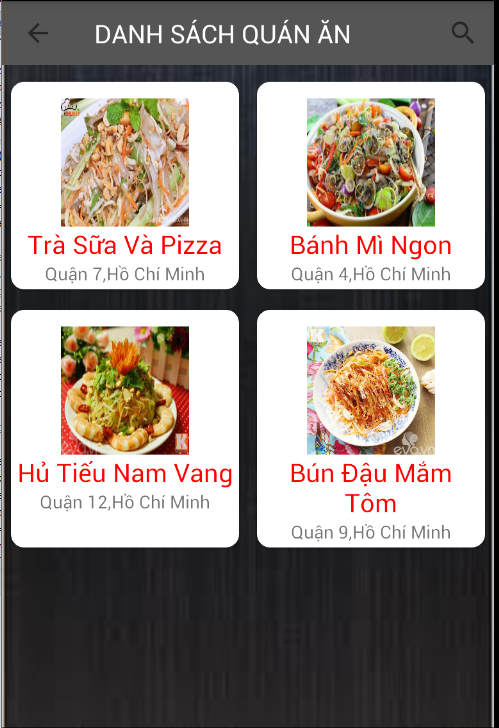 DANH SÁCH QUÁN ĂN
Trà Sữa Và Pizza
Quận 7,Hồ Chí Minh
Bánh Mì Ngon
Quận 4,Hồ Chí Minh
Hủ Tiếu Nam Vang
Quận 12,Hồ Chí Minh
Bún Đậu Mắm
Tôm
Quận 9,Hồ Chí Minh